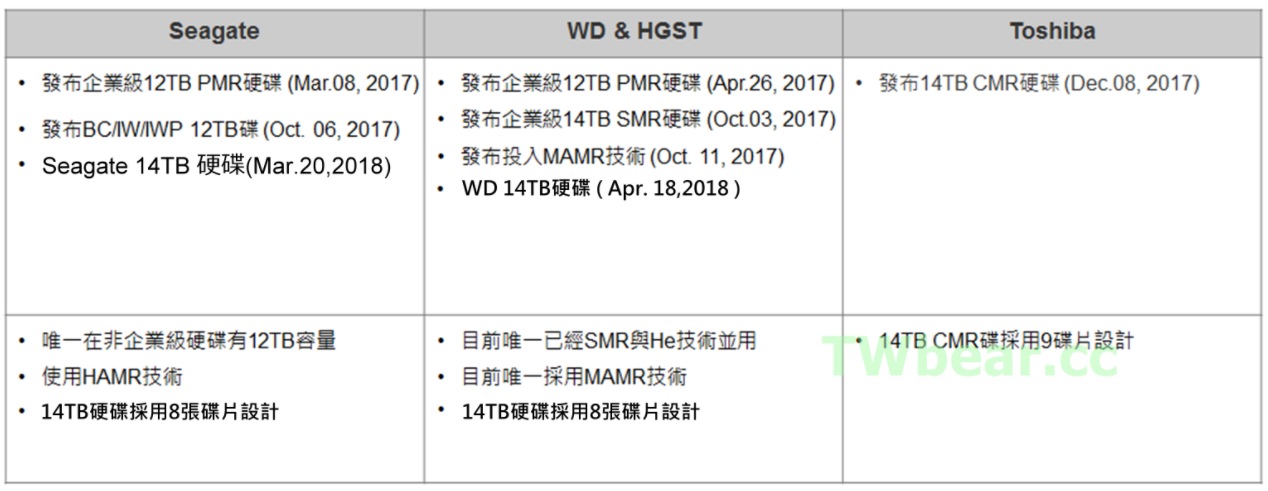 Seagate
WD & HGST
Toshiba
• 發布企業級12TB PMR硬碟 (Mar.08, 2017)
• 發布BC/IW/IWP 12TB碟 (Oct. 06, 2017)
• Seagate 14TB 硬碟(Mar.20,2018)
• 發布企業級12TB PMR硬碟 (Apr.26, 2017)
• 發布企業級14TB SMR硬碟 (Oct.03, 2017)
• 發布投入MAMR技術 (Oct. 11, 2017)
• WD 14TB硬碟 ( Apr. 18,2018 )
• 發布14TB CMR硬碟 (Dec.08, 2017)
• 唯一在非企業級硬碟有12TB容量
• 使用HAMR技術
• 14TB硬碟採用8張碟片設計
• 目前唯一已經SMR與He技術並用
• 目前唯一採用MAMR技術
• 14TB硬碟採用8張碟片設計
• 14TB CMR碟採用9碟片設計
TWbear.cc